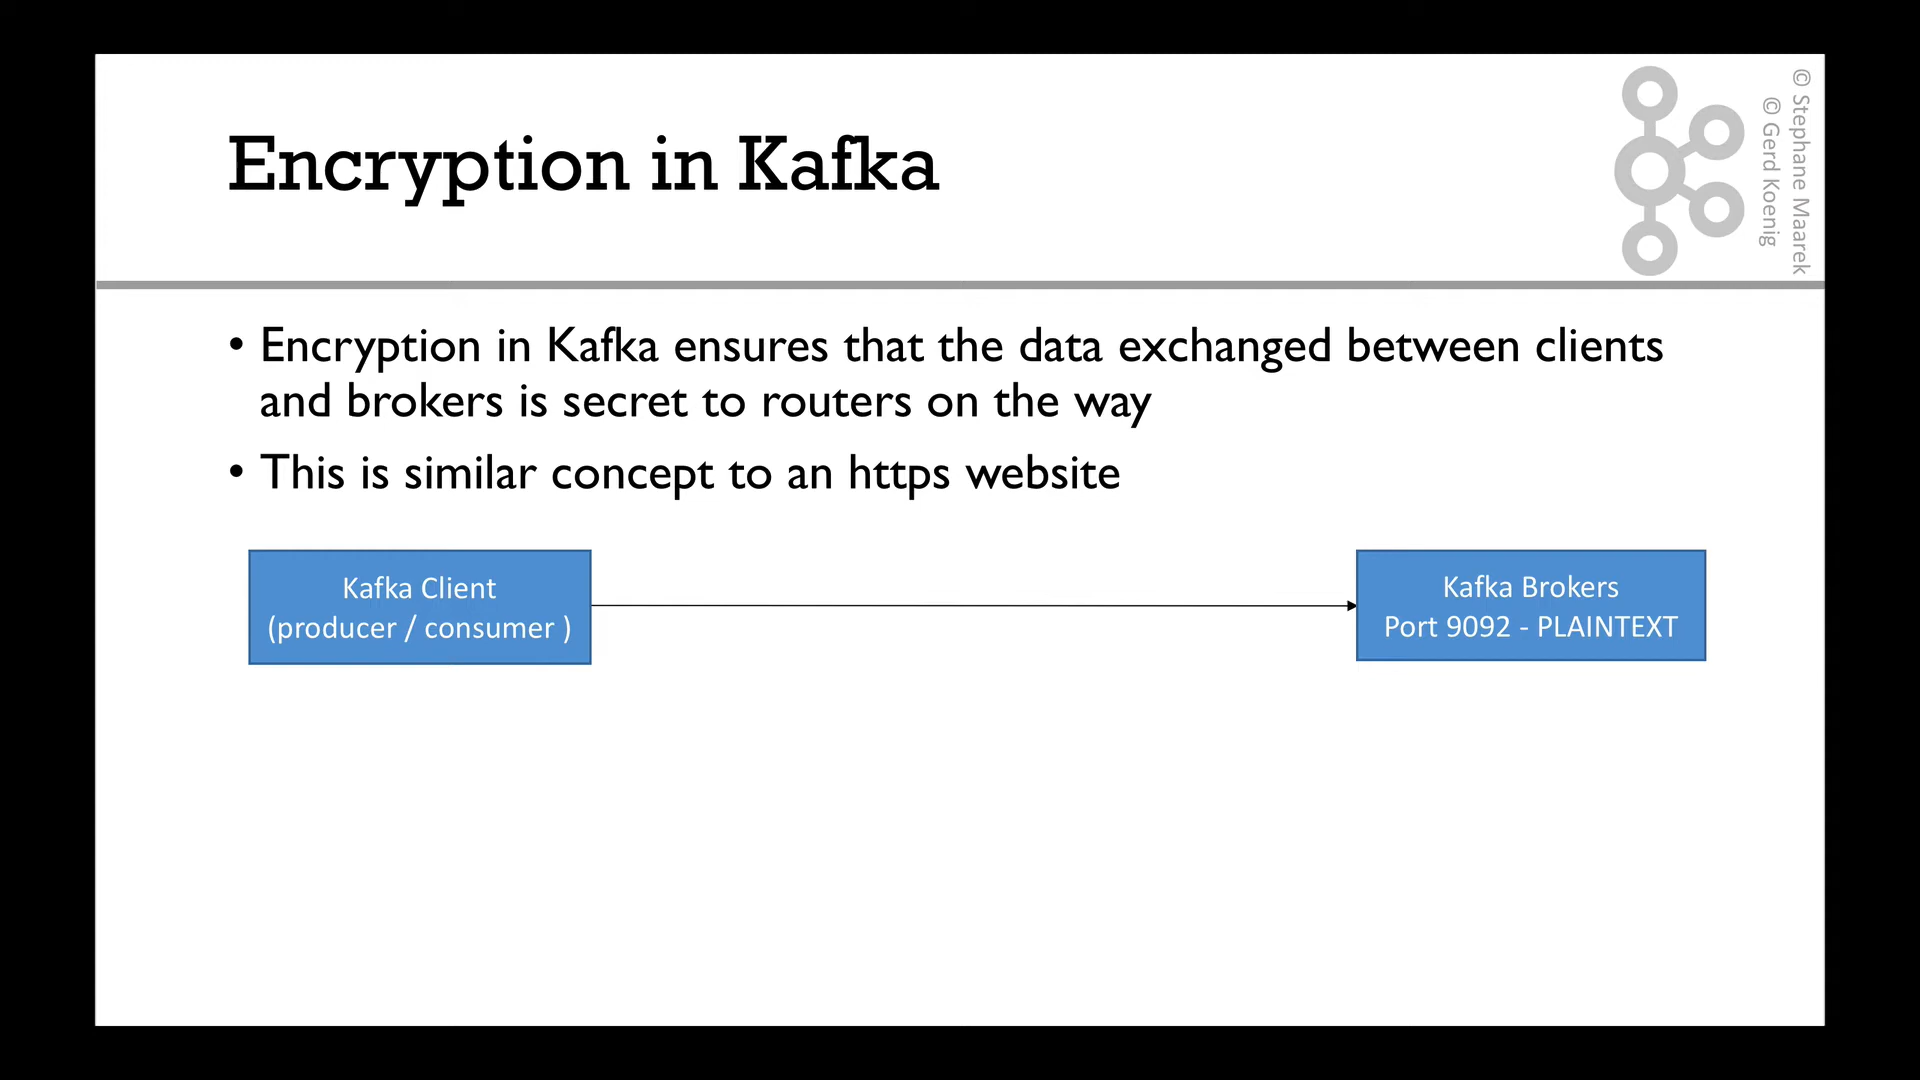 Encryption in Kafka
© Stephane Maarek
© Gerd Koenig
• Encryption in Kafka ensures that the data exchanged between clients
and brokers is secret to routers on the way
• This is similar concept to an https website
Kafka Client
(producer / consumer )
Kafka Brokers
Port 9092 - PLAINTEXT